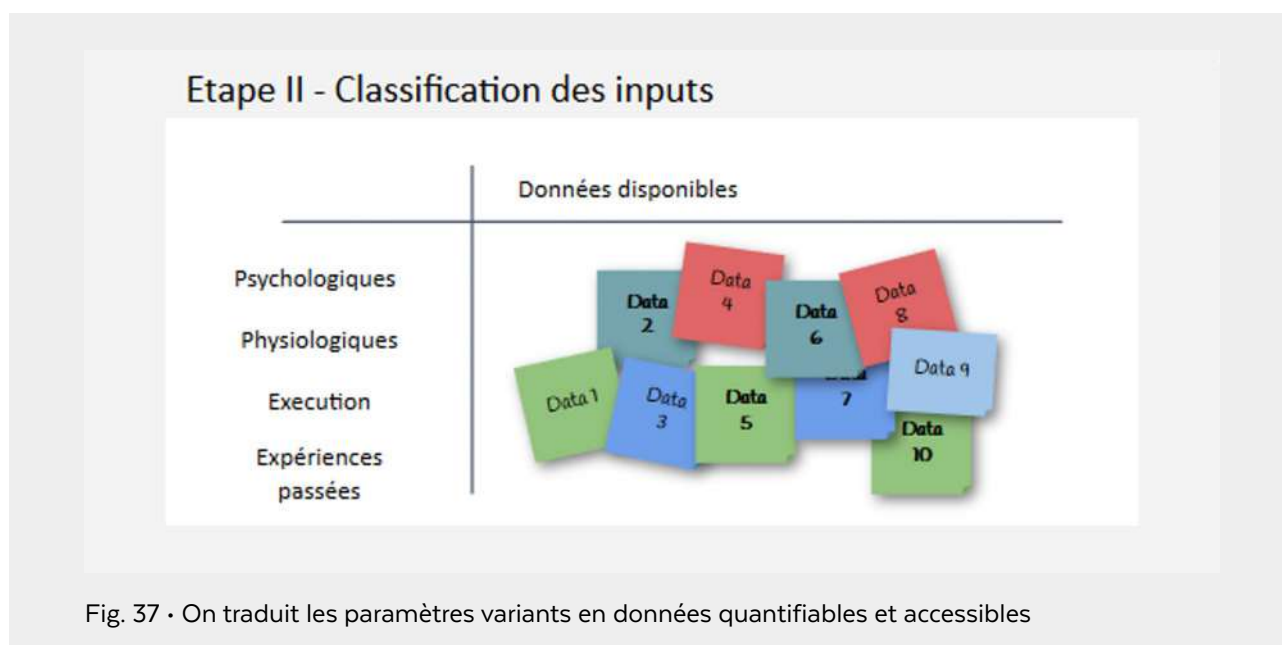 Etape II - Classification des inputs
Données disponibles
Psychologiques
Physiologiques
Execution
Expériences
passées
Data
2
Data
4
Data
6
Data
8
Data 1
Data
3
Data
5
7
Data 9
Data
10
Fig. 37 • On traduit les paramètres variants en données quantifiables et accessibles